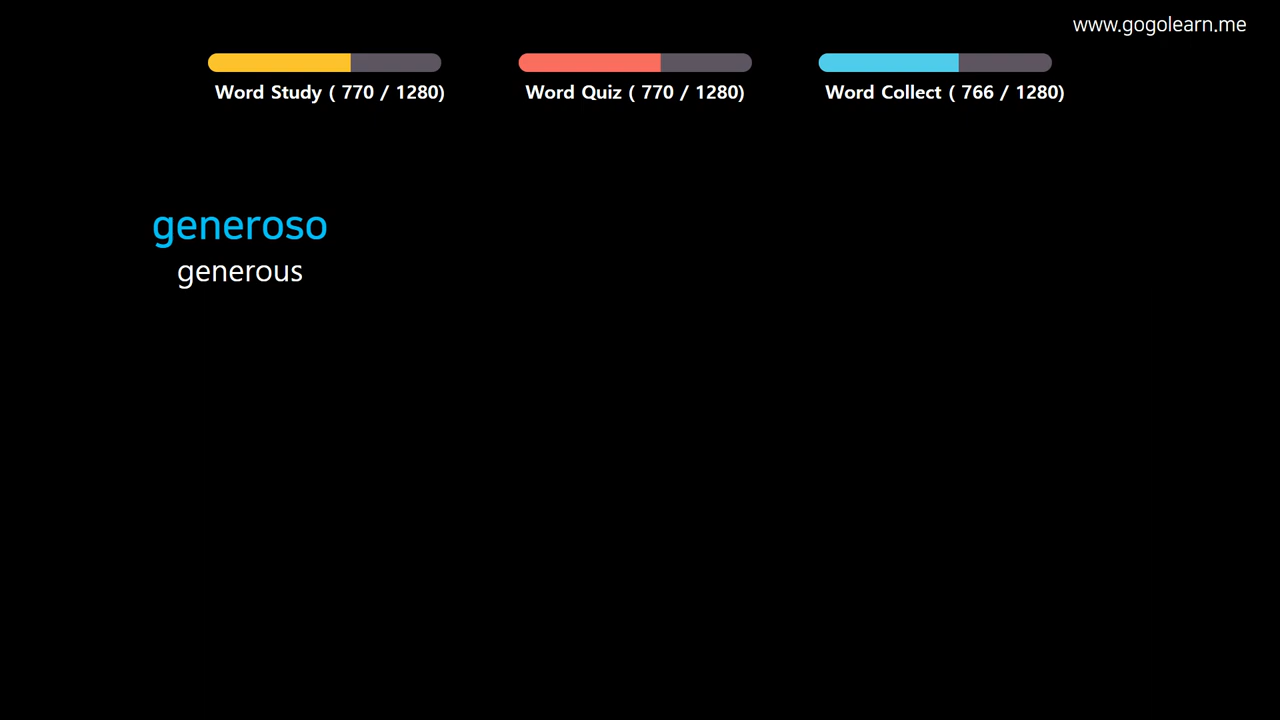 www.gogolearn.me
Word Study ( 770 / 1280)
Word Quiz ( 770 / 1280)
Word Collect ( 766 / 1280)
generoso
generous